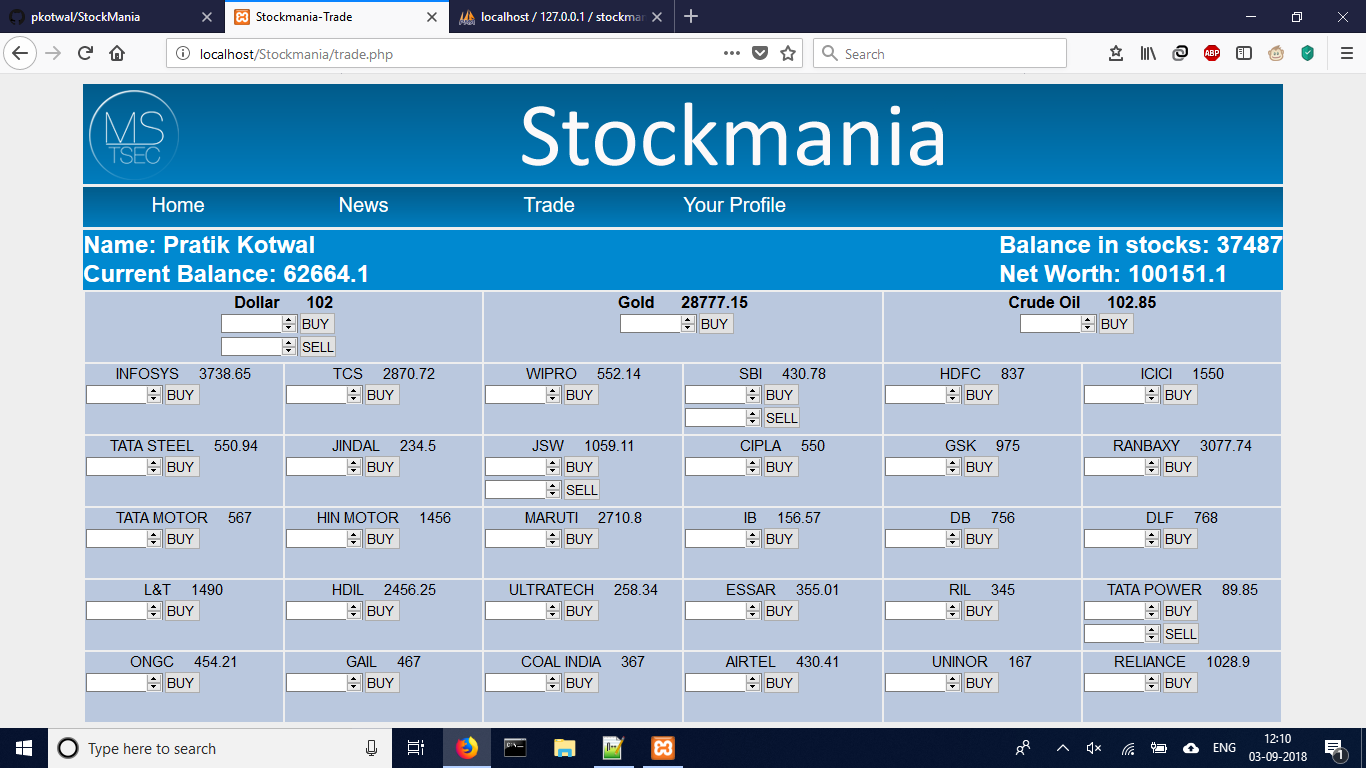 pkotwal/StockMania
Stockmania-Trade
localhost / 127.0.0.1 / stockma
localhost/Stockmania/trade.php
Search
ABP
MS
TSEC
Stockmania
Home News Trade Your Profile
Name: Pratik Kotwal Balance in stocks: 37487
Current Balance: 62664.1 Net Worth: 100151.1
Dollar 102 Gold 28777.15 Crude Oil 102.85
BUY BUY BUY
SELL
INFOSYS 3738.65 TCS 2870.72 WIPRO 552.14 SBI 430.78 HDFC 837 ICICI 1550
BUY BUY BUY BUY BUY BUY
SELL
TATA STEEL 550.94 JINDAL 234.5 JSW 1059.11 CIPLA 550 GSK 975 RANBAXY 3077.74
BUY BUY BUY BUY BUY BUY
SELL
TATA MOTOR 567 HIN MOTOR 1456 MARUTI 2710.8 IB 156.57 DB 756 DLF 768
BUY BUY BUY BUY BUY BUY
L&T 1490 HDIL 2456.25 ULTRATECH 258.34 ESSAR 355.01 RIL 345 TATA POWER 89.85
BUY BUY BUY BUY BUY BUY
SELL
ONGC 454.21 GAIL 467 COAL INDIA 367 AIRTEL 430.41 UNINOR 167 RELIANCE 1028.9
BUY BUY BUY BUY BUY BUY
Type here to search
ENG
12:10
03-09-2018
1